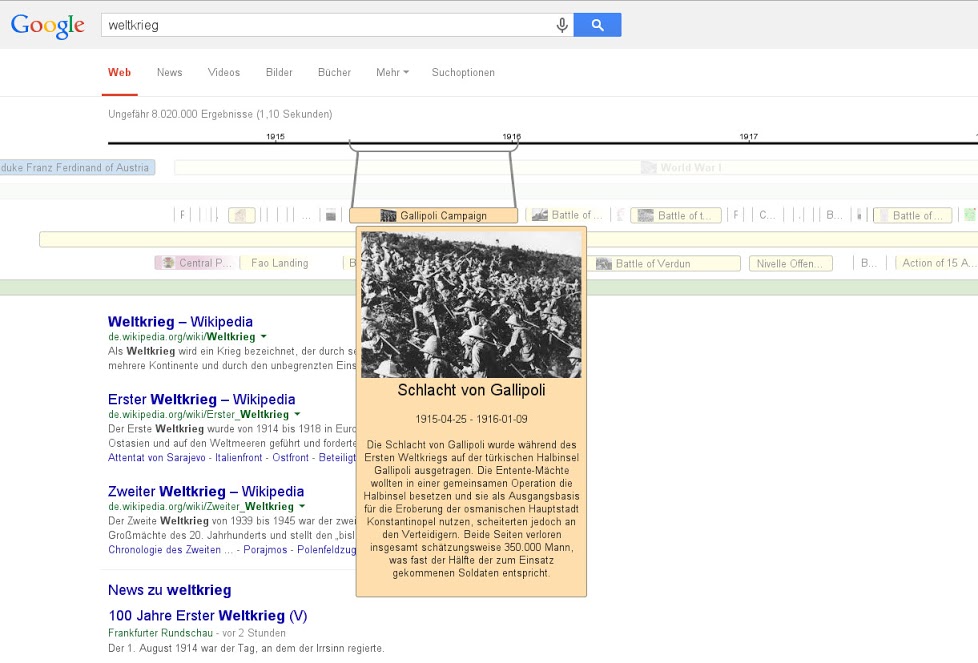 Google
weltkrieg
Web News Videos Bilder Bücher Mehr Suchoptionen
Ungefähr 8.020.000 Ergebnisse (1,10 Sekunden)
1915 1916 1917
duke Franz Ferdinand of Austria World War I
F ... Gallipoli Campaign Battle of ... Battle of t... F C... B... Battle of ...
Central P... Fao Landing B Battle of Verdun Nivelle Offen... B... Action of 15 A...
Weltkrieg – Wikipedia
de.wikipedia.org/wiki/Weltkrieg
Als Weltkrieg wird ein Krieg bezeichnet, der durch
mehrere Kontinente und durch den unbegrenzten Eins
Erster Weltkrieg – Wikipedia
de.wikipedia.org/wiki/Erster_Weltkrieg
Der Erste Weltkrieg wurde von 1914 bis 1918 in Euro
Ostasien und auf den Weltmeeren geführt und forderte
Attentat von Sarajevo - Italienfront - Ostfront - Beteiligt
Zweiter Weltkrieg – Wikipedia
de.wikipedia.org/wiki/Zweiter_Weltkrieg
Der Zweite Weltkrieg von 1939 bis 1945 war der zwei
Großmächte des 20. Jahrhunderts und stellt den „bisl
Chronologie des Zweiten ... - Porajmos - Polenfeldzug
News zu weltkrieg
100 Jahre Erster Weltkrieg (V)
Frankfurter Rundschau - vor 2 Stunden
Der 1. August 1914 war der Tag, an dem der Irrsinn regierte.
Schlacht von Gallipoli
1915-04-25 - 1916-01-09
Die Schlacht von Gallipoli wurde während des
Ersten Weltkriegs auf der türkischen Halbinsel
Gallipoli ausgetragen. Die Entente-Mächte
wollten in einer gemeinsamen Operation die
Halbinsel besetzen und sie als Ausgangsbasis
für die Eroberung der osmanischen Hauptstadt
Konstantinopel nutzen, scheiterten jedoch an
den Verteidigern. Beide Seiten verloren
insgesamt schätzungsweise 350.000 Mann,
was fast der Hälfte der zum Einsatz
gekommenen Soldaten entspricht.